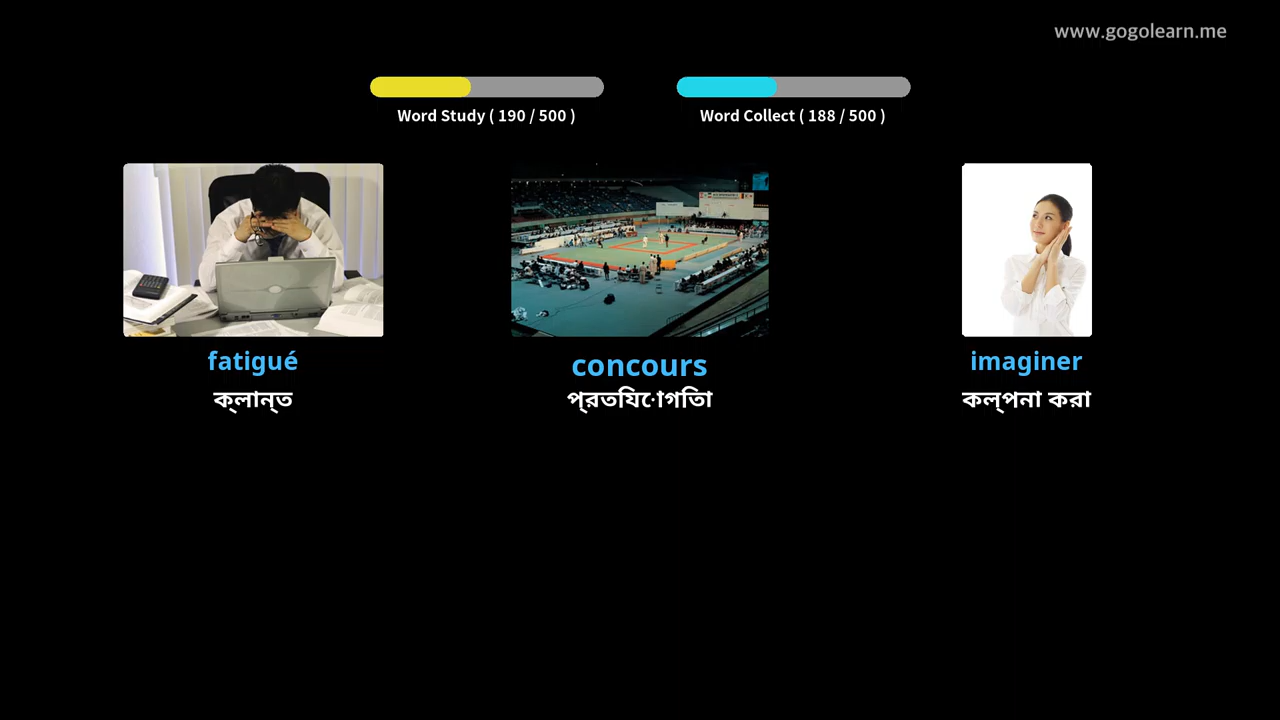 www.gogolearn.me
Word Study ( 190 / 500 )
Word Collect ( 188 / 500 )
fatigué
concours
imaginer
ক্লান্ত
প্রতিযোগিতা
কল্পনা করা